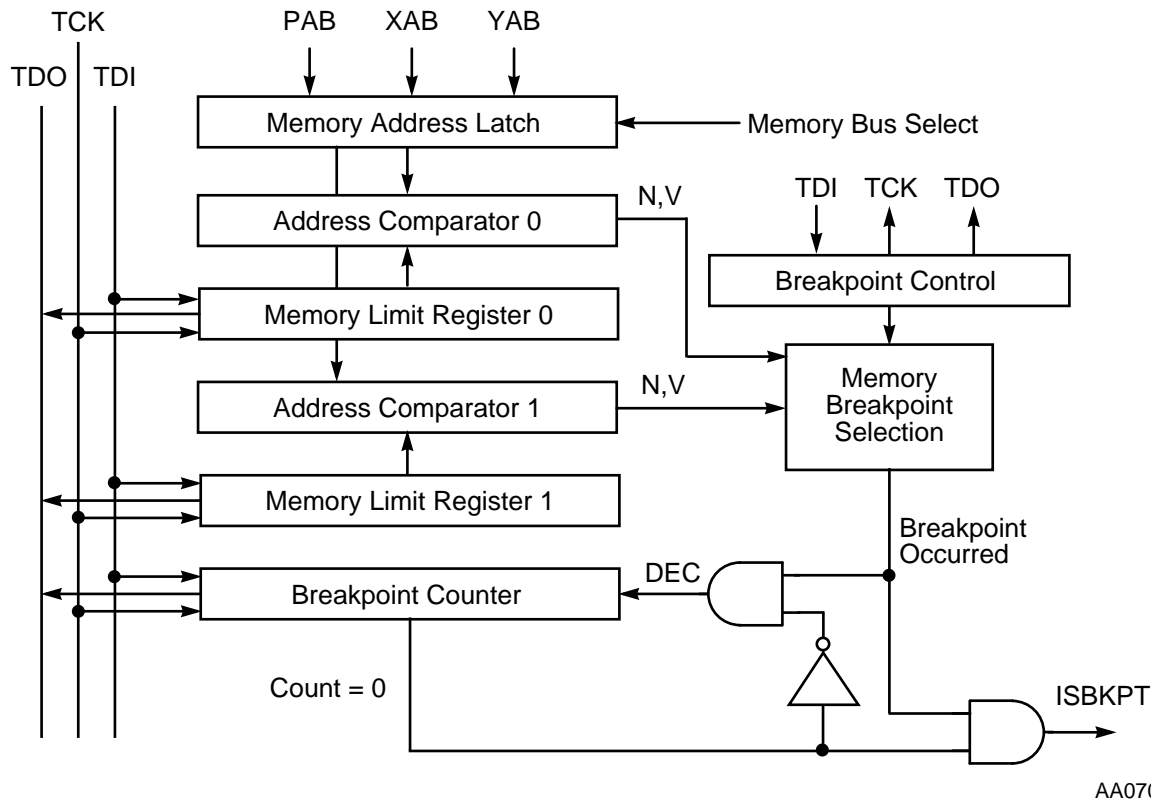 TCK
PAB XAB YAB
TDO TDI
Memory Address Latch
Memory Bus Select
Address Comparator 0
N,V
TDI TCK TDO
Breakpoint Control
Memory Limit Register 0
Address Comparator 1
N,V
Memory
Breakpoint
Selection
Memory Limit Register 1
Breakpoint
Occurred
Breakpoint Counter
DEC
Count = 0
ISBKPT
AA070